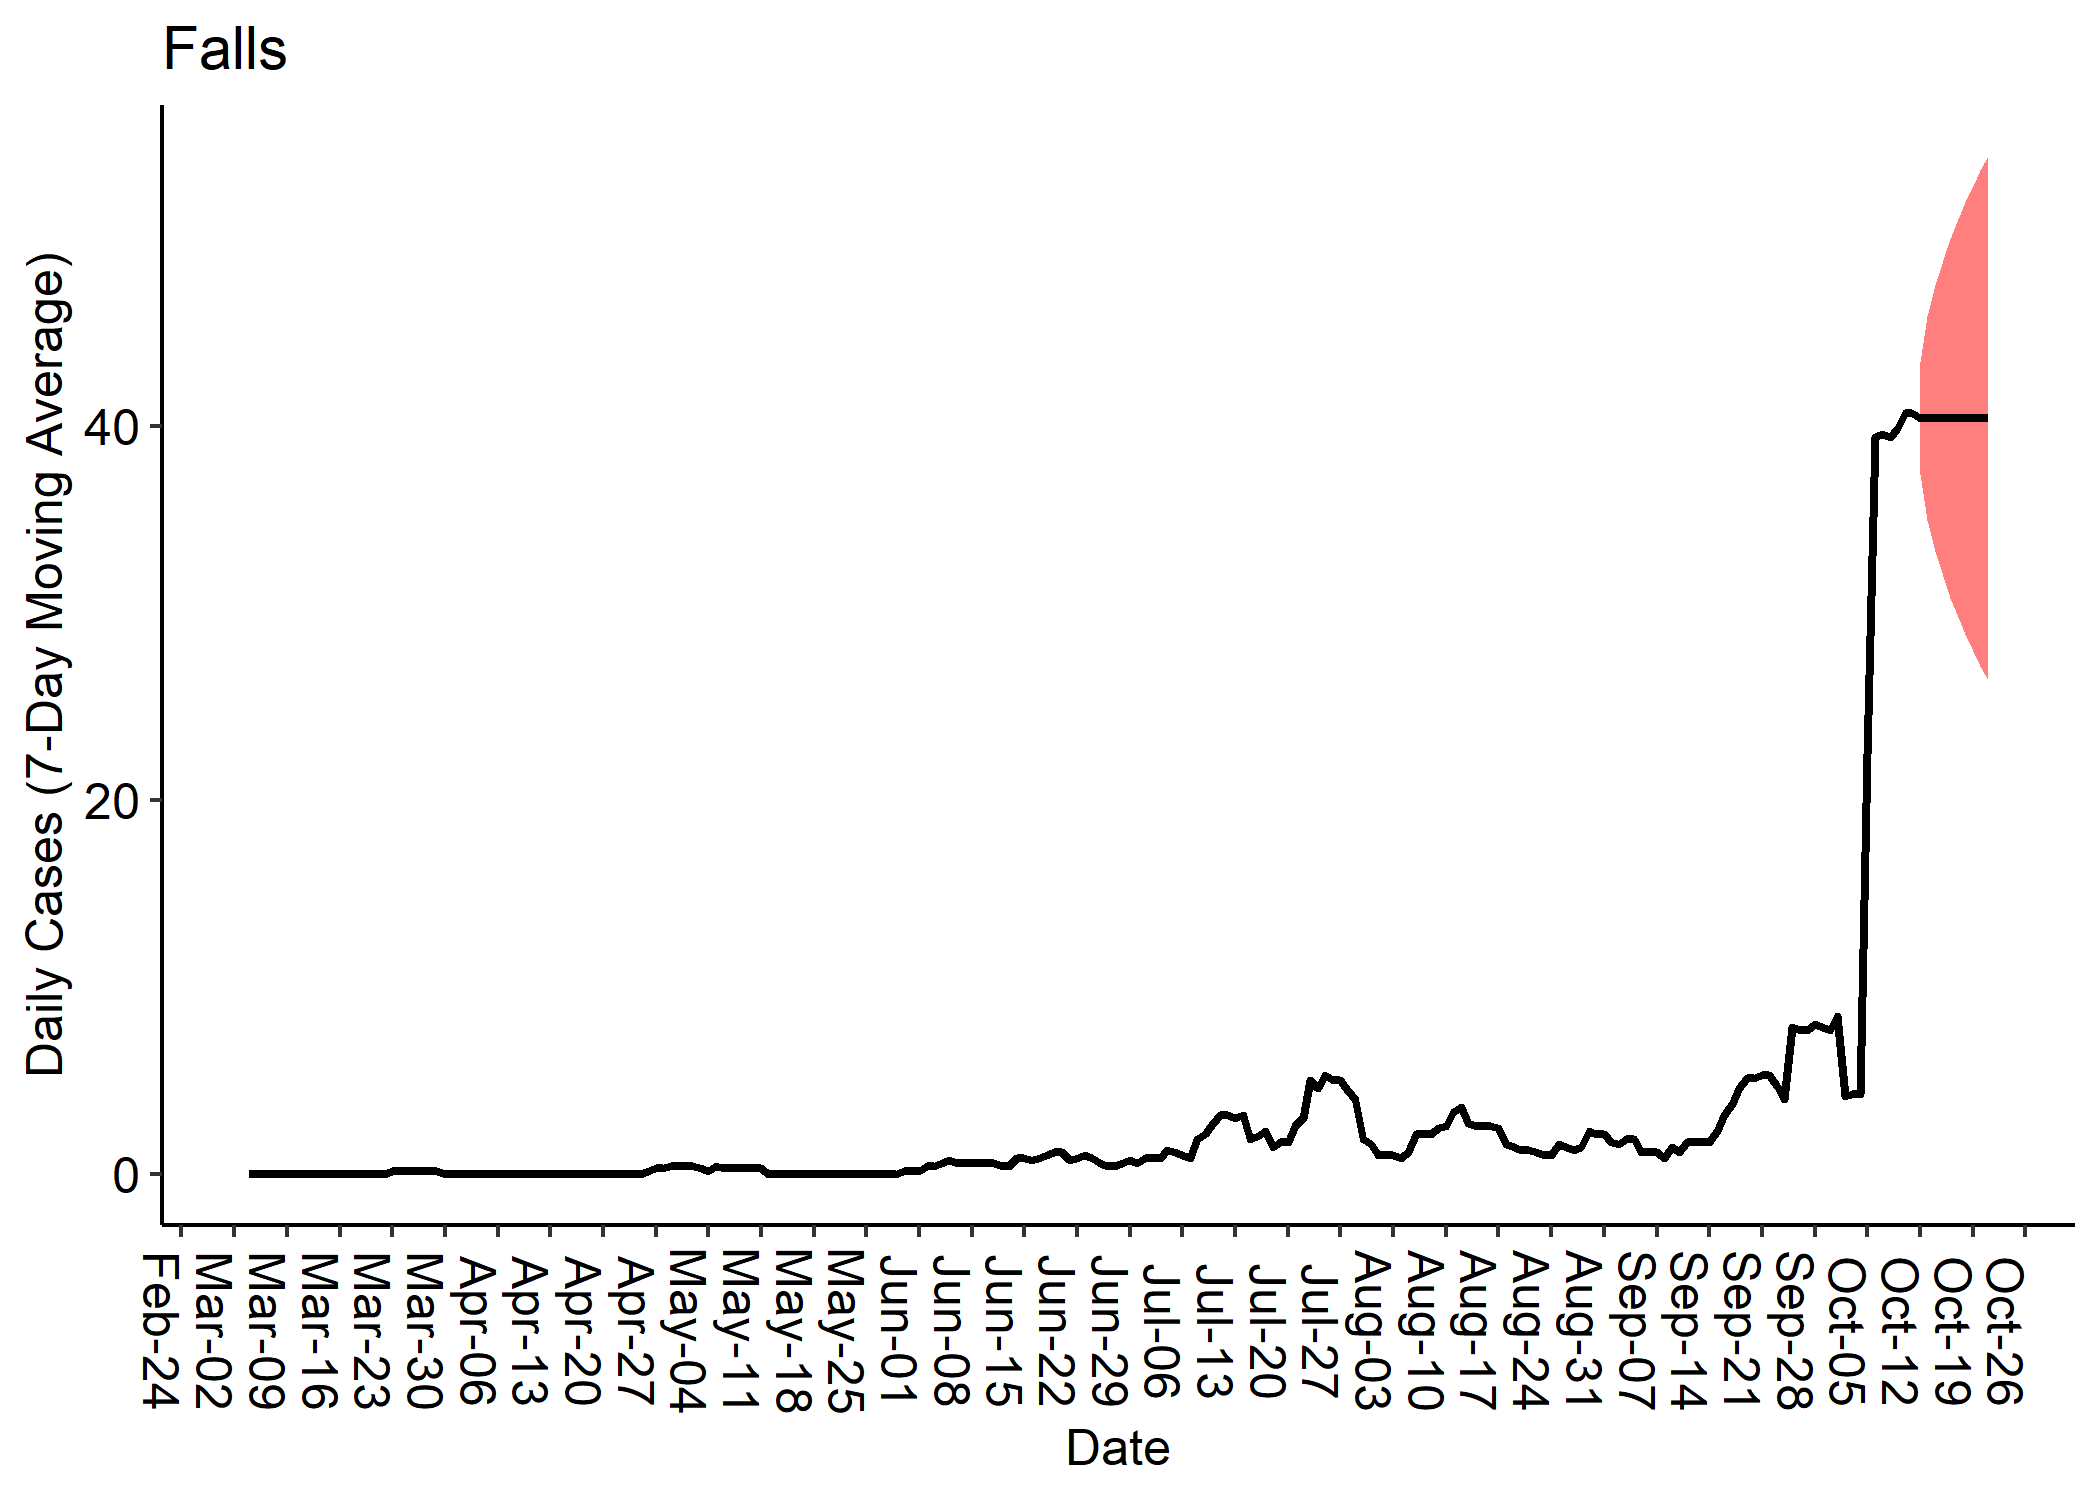 Falls
Daily Cases (7-Day Moving Average)
40
20
0
Feb-24
Mar-02
Mar-09
Mar-16
Mar-23
Mar-30
Apr-06
Apr-13
Apr-20
Apr-27
May-04
May-11
May-18
May-25
Jun-01
Jun-08
Jun-15
Jun-22
Jun-29
Jul-06
Jul-13
Jul-20
Jul-27
Aug-03
Aug-10
Aug-17
Aug-24
Aug-31
Sep-07
Sep-14
Sep-21
Sep-28
Oct-05
Oct-12
Oct-19
Oct-26
Date